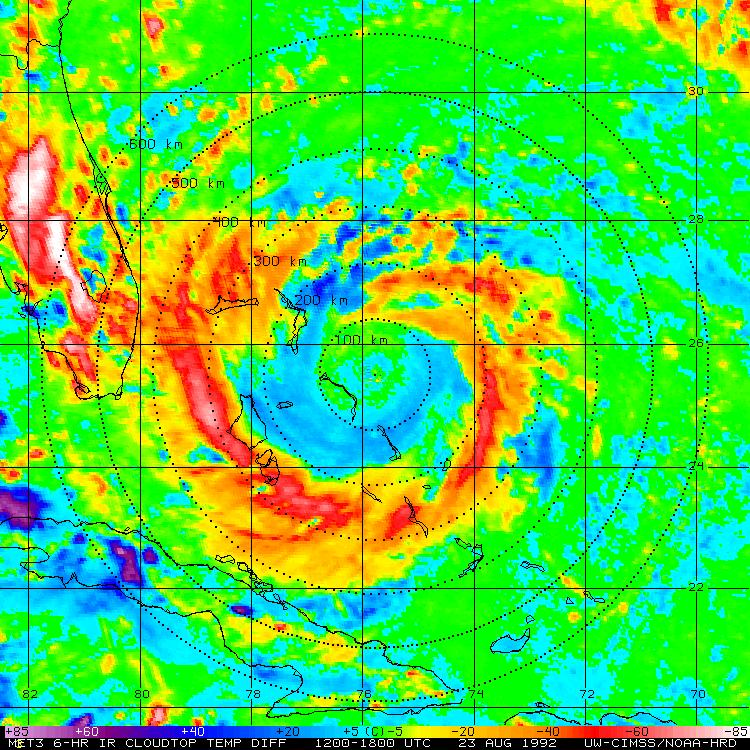 30
600 km
500 km
28
400 km
300 km
200 km
100 km
26
24
22
82 80 78 76 74 72 70
+85 +60 +40 +20 +5 (C) -5 -20 -40 -60 -85
MET3 6-HR IR CLOUDTOP TEMP DIFF 1200-1800 UTC 23 AUG 1992 UW-CIMSS/NOAA-HRD